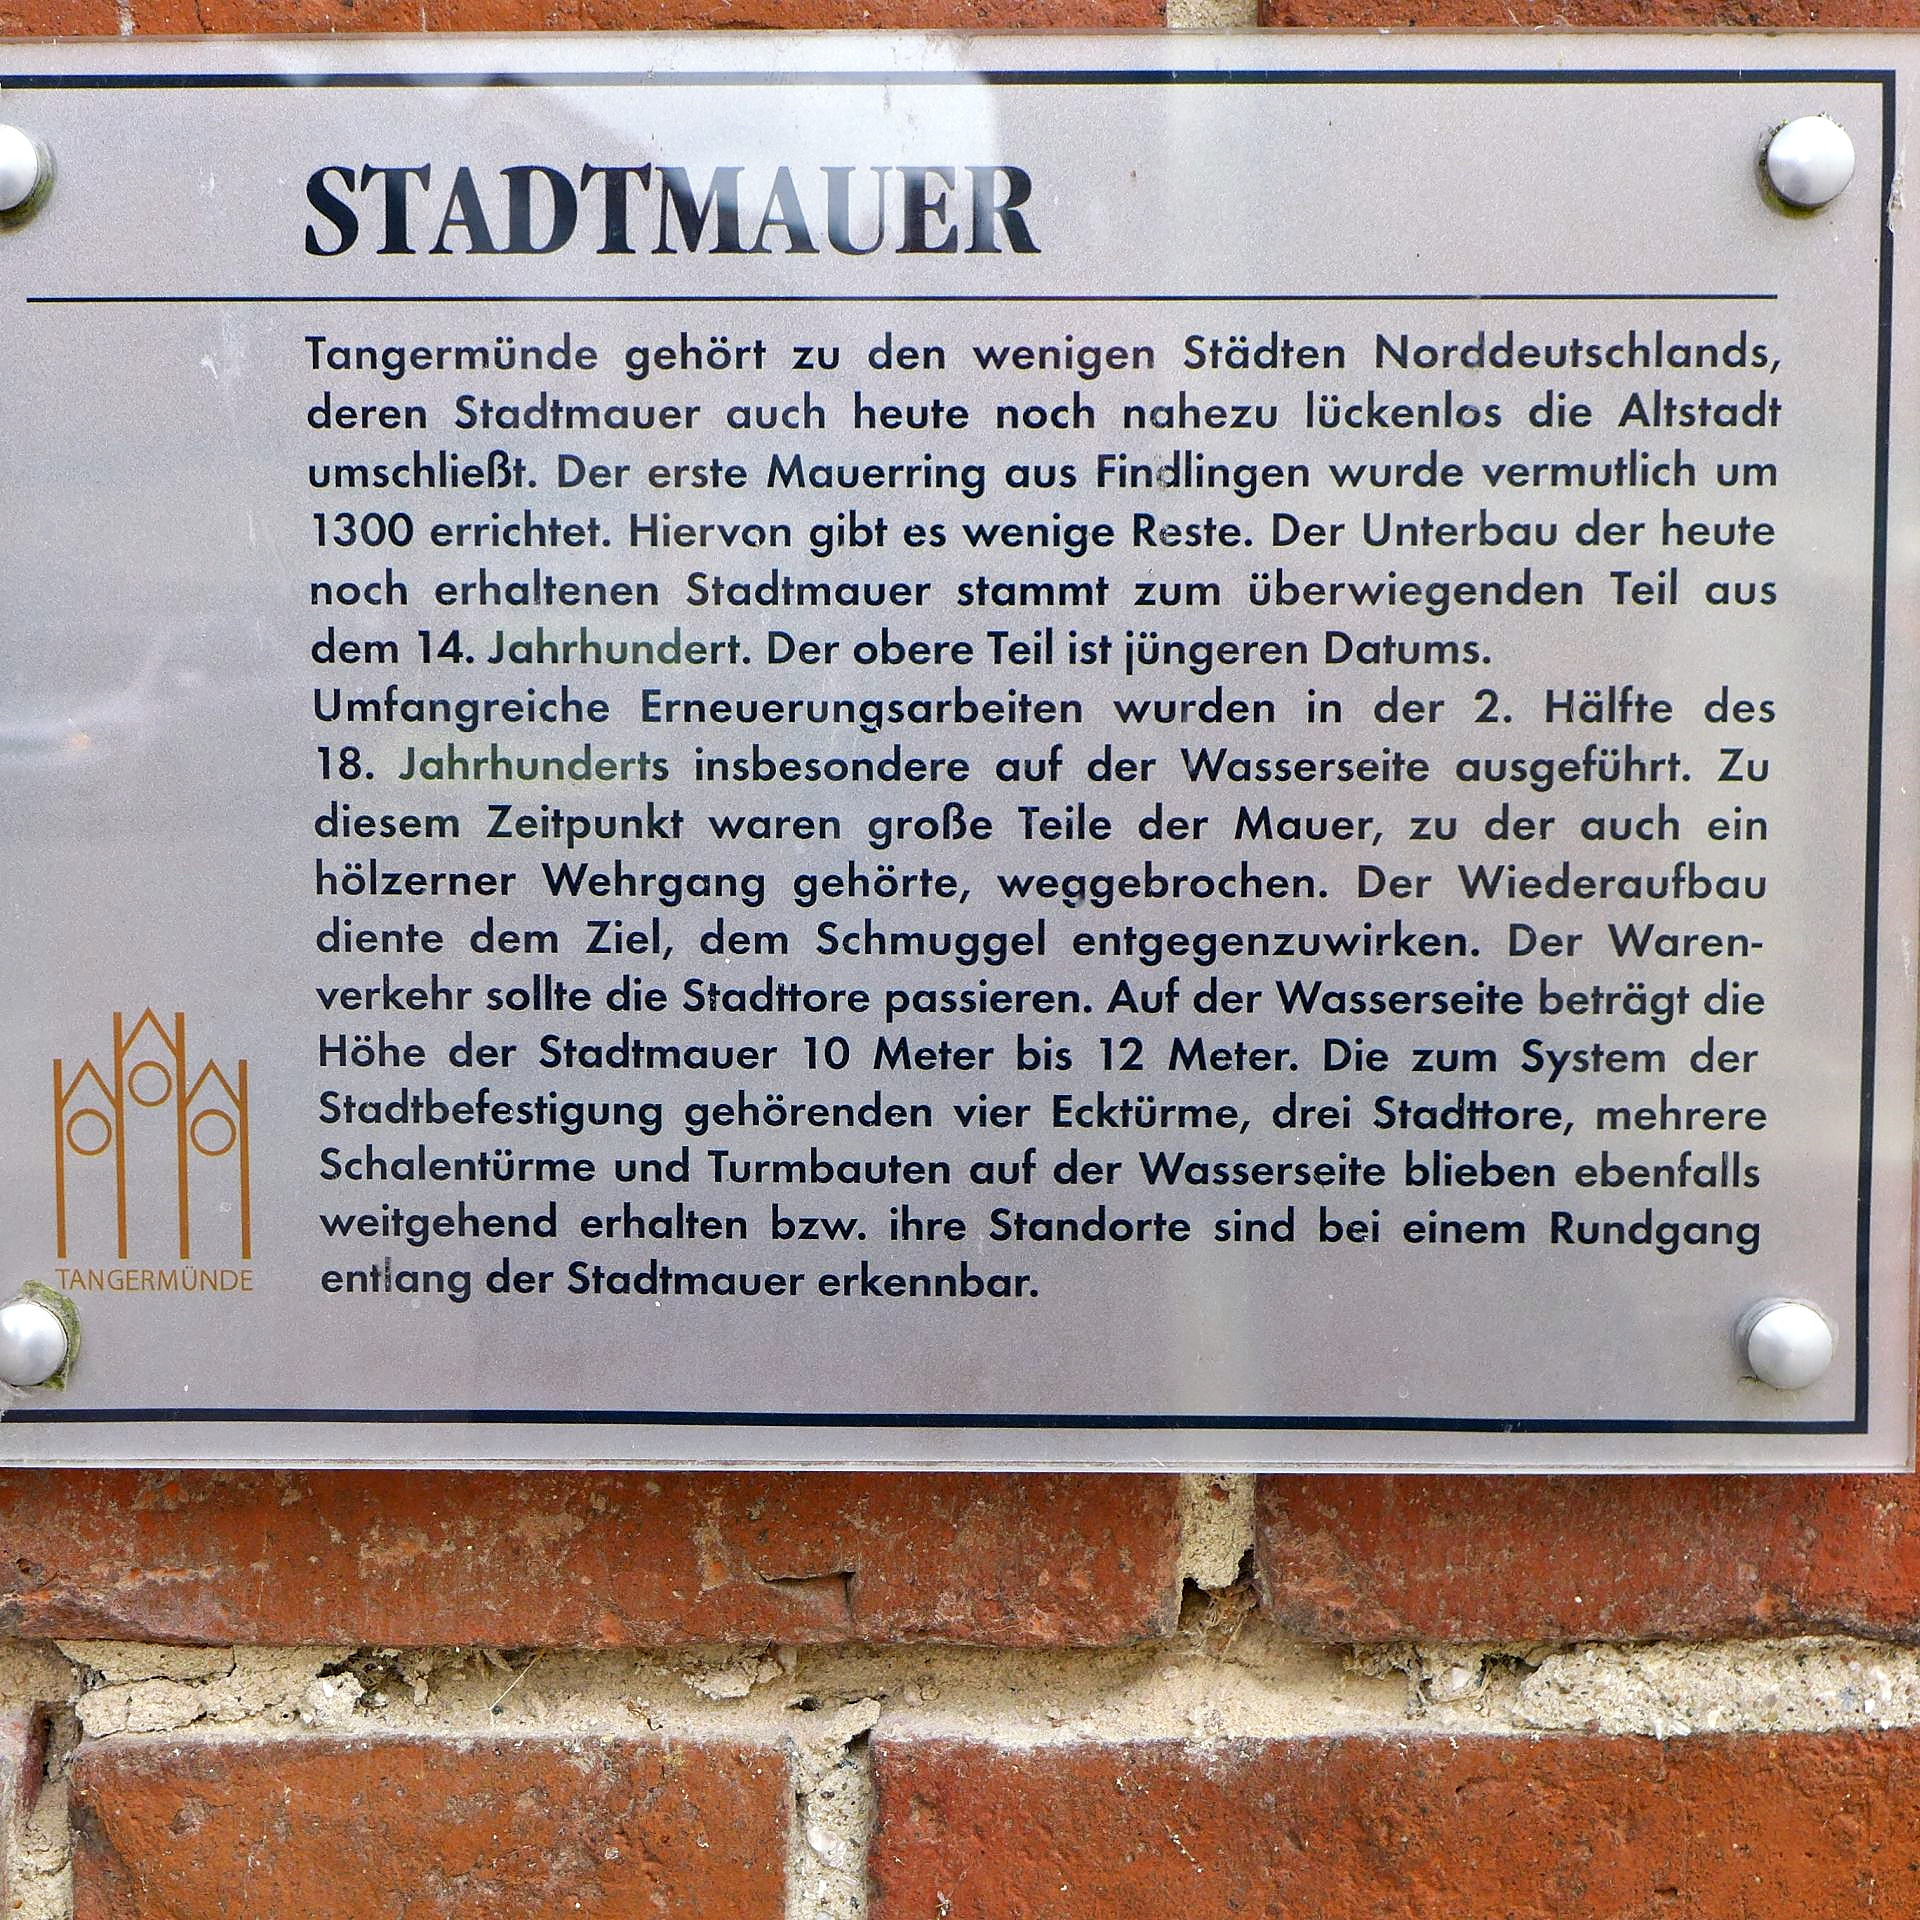 STADTMAUER
Tangermünde gehört zu den wenigen Städten Norddeutschlands,
deren Stadtmauer auch heute noch nahezu lückenlos die Altstadt
umschließt. Der erste Mauerring aus Findlingen wurde vermutlich um
1300 errichtet. Hiervon gibt es wenige Reste. Der Unterbau der heute
noch erhaltenen Stadtmauer stammt zum überwiegenden Teil aus
dem 14. Jahrhundert. Der obere Teil ist jüngeren Datums.
Umfangreiche Erneuerungsarbeiten wurden in der 2. Hälfte des
18. Jahrhunderts insbesondere auf der Wasserseite ausgeführt. Zu
diesem Zeitpunkt waren große Teile der Mauer, zu der auch ein
hölzerner Wehrgang gehörte, weggebrochen. Der Wiederaufbau
diente dem Ziel, dem Schmuggel entgegenzuwirken. Der Waren-
verkehr sollte die Stadttore passieren. Auf der Wasserseite beträgt die
Höhe der Stadtmauer 10 Meter bis 12 Meter. Die zum System der
Stadtbefestigung gehörenden vier Ecktürme, drei Stadttore, mehrere
Schalentürme und Turmbauten auf der Wasserseite blieben ebenfalls
weitgehend erhalten bzw. ihre Standorte sind bei einem Rundgang
entlang der Stadtmauer erkennbar.
TANGERMÜNDE